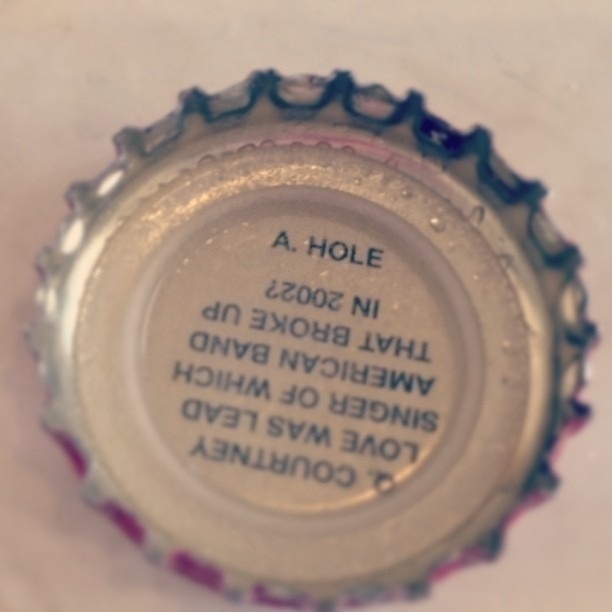 Q. COURTNEY
LOVE WAS LEAD
SINGER OF WHICH
AMERICAN BAND
THAT BROKE UP
IN 2002?
A. HOLE